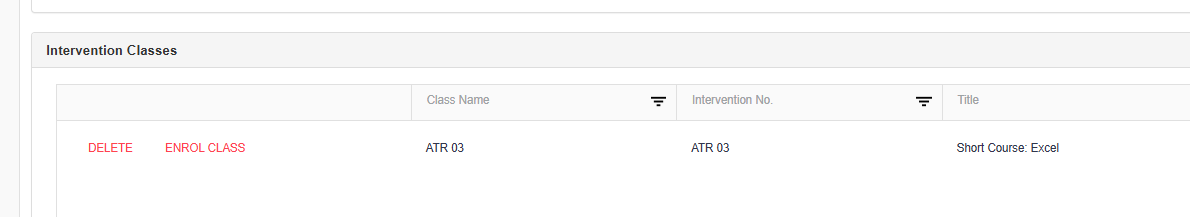 Intervention Classes
Class Name Intervention No. Title
DELETE ENROL CLASS ATR 03 ATR 03 Short Course: Excel